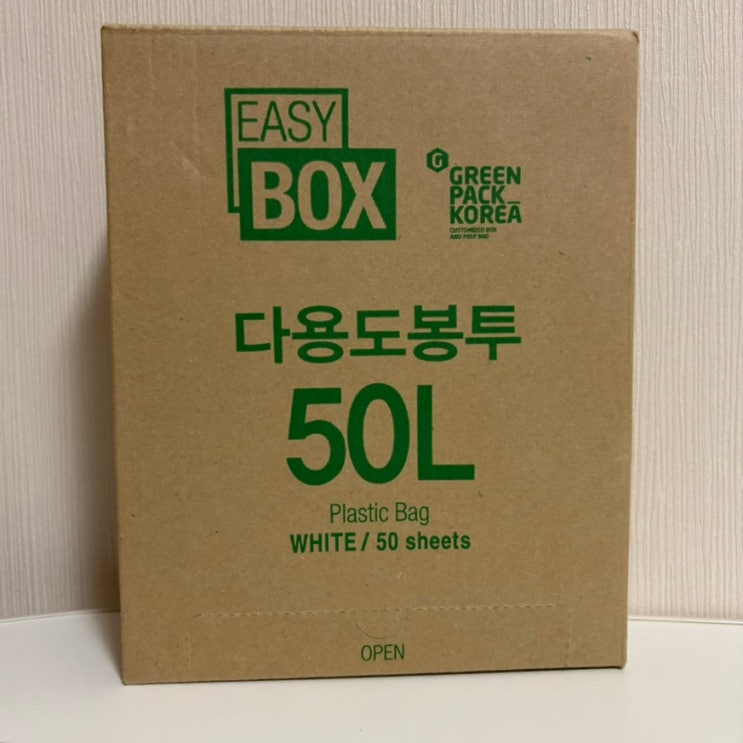 EASY
BOX
G
GREEN
PACK_
KOREA
CUSTOMIZED BOX
AND POLY BAG
다용도봉투
50L
Plastic Bag
WHITE / 50 sheets
OPEN